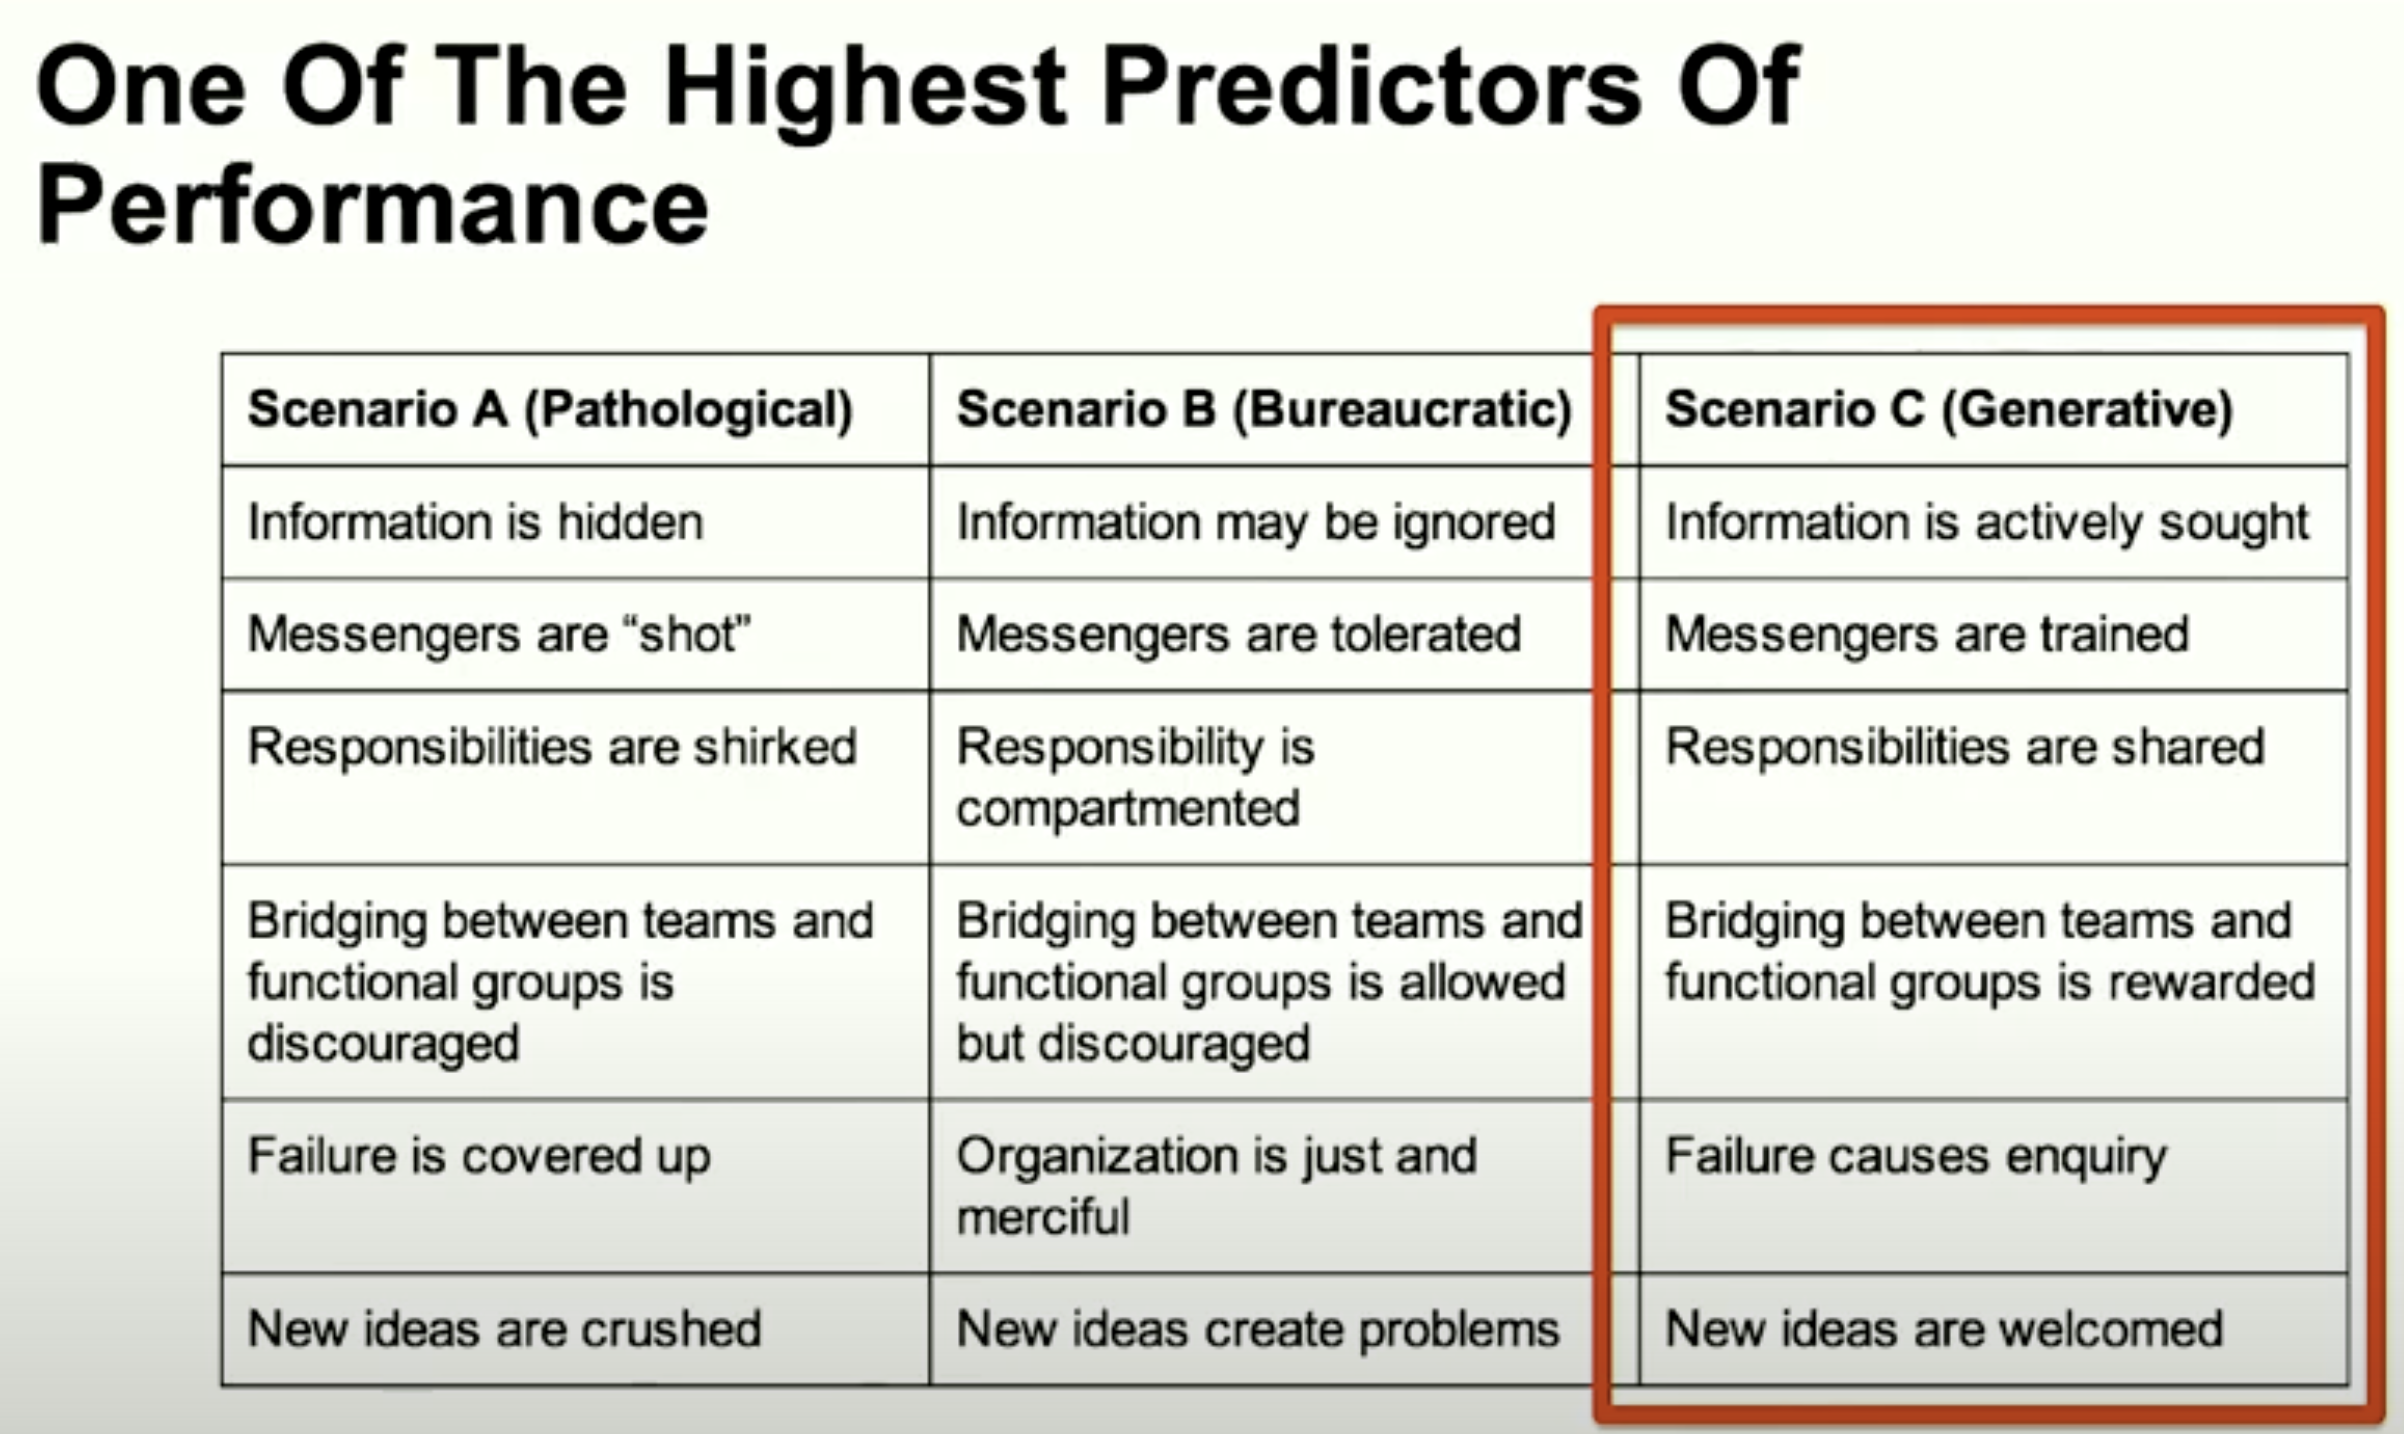 One Of The Highest Predictors Of
Performance
Scenario A (Pathological)
Scenario B (Bureaucratic)
Scenario C (Generative)
Information is hidden
Information may be ignored
Information is actively sought
Messengers are “shot”
Messengers are tolerated
Messengers are trained
Responsibilities are shirked
Responsibility is
compartmented
Responsibilities are shared
Bridging between teams and
functional groups is
discouraged
Bridging between teams and
functional groups is allowed
but discouraged
Bridging between teams and
functional groups is rewarded
Failure is covered up
Organization is just and
merciful
Failure causes enquiry
New ideas are crushed
New ideas create problems
New ideas are welcomed